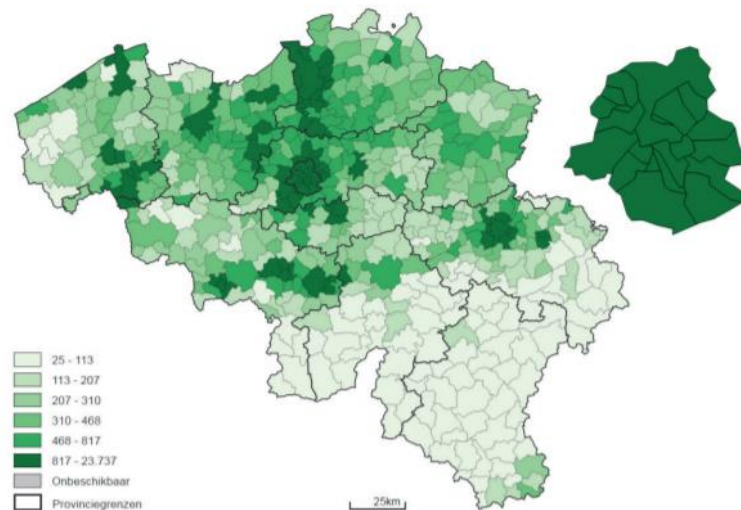 25 - 113
113 - 207
207 - 310
310 - 468
468 - 817
817 - 23.737
Onbeschikbaar
Provinciegrenzen
25km